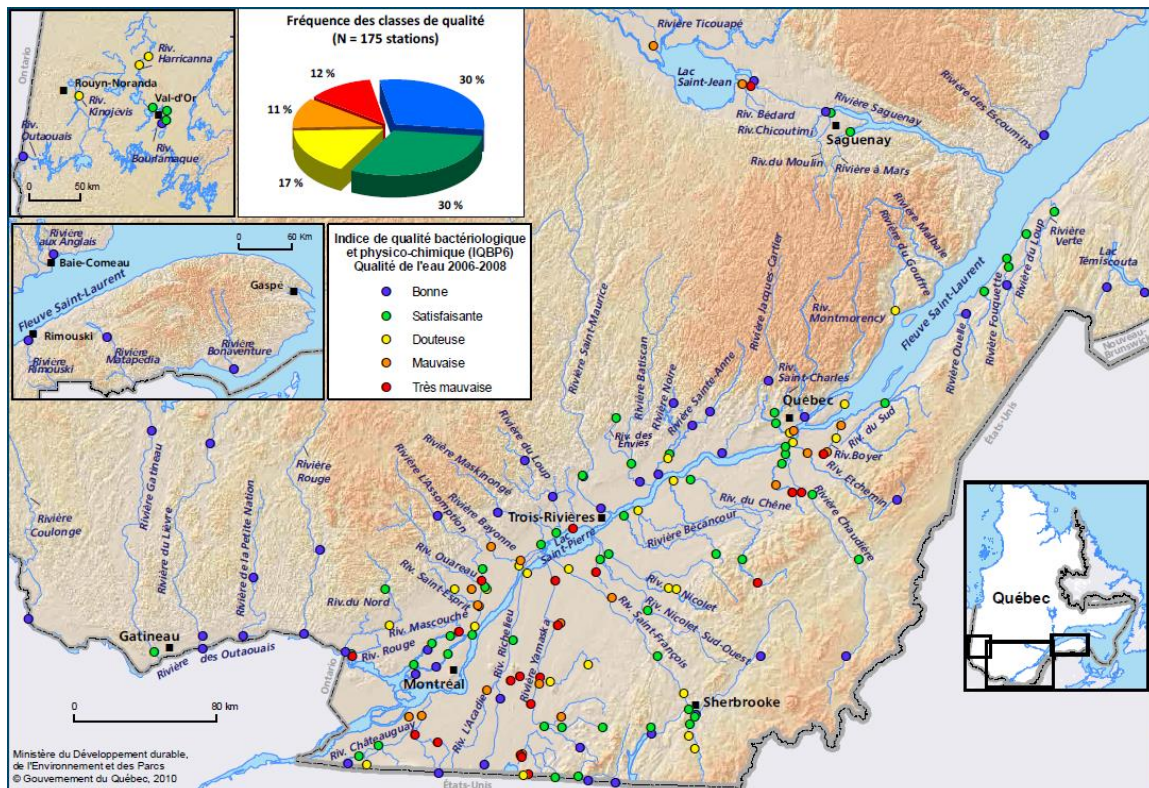 Fréquence des classes de qualité
(N = 175 stations)
30 %
12 %
11 %
17 %
30 %
Ontario
Riv.
Harricanna
Rouyn-Noranda
Val-d'Or
Riv.
Kinojévis
Riv.
Outaouais
Riv.
Bourlamaque
0
50 km
Rivière
aux Anglais
Baie-Comeau
0
60 Km
Gaspé
Fleuve Saint-Laurent
Rimouski
Rivière
Rimouski
Rivière
Matapédia
Rivière
Bonaventure
Indice de qualité bactériologique
et physico-chimique (IQBP6)
Qualité de l'eau 2006-2008
Bonne
Satisfaisante
Douteuse
Mauvaise
Très mauvaise
Rivière Ticouapé
Lac
Saint-Jean
Rivière Saguenay
Riv. Bédard
Riv.Chicoutimi
Saguenay
Riv.du Moulin
Rivière à Mars
Rivière des Escoumins
Rivière Malbaie
Rivière du Gouffre
Rivière Jacques-Cartier
Riv.
Montmorency
Fleuve Saint-Laurent
Rivière
Verte
Rivière du Loup
Rivière Fouquette
Rivière Ouelle
Lac
Témiscouata
Nouveau-
Brunswick
États-Unis
Rivière Saint-Maurice
Rivière Batiscan
Rivière Noire
Rivière Sainte-Anne
Riv.
Saint-Charles
Québec
Riv. du Sud
Riv.Boyer
Riv. Etchemin
Rivière Chaudière
Riv. du Chêne
Rivière Bécancour
Riv. des
Envies
Rivière du Loup
Rivière Maskinongé
Rivière L'Assomption
Rivière Bayonne
Trois-Rivières
Lac
Saint-Pierre
Riv. Ouareau
Riv. Saint-Esprit
Riv.du Nord
Riv. Mascouche
Riv. Rouge
Rivière
Coulonge
Rivière Gatineau
Rivière du Lièvre
Rivière de la Petite Nation
Rivière
Rouge
Gatineau
Rivière des Outaouais
Ontario
Montréal
Riv. Richelieu
Rivière Yamaska
Riv. L'Acadie
Riv. Châteauguay
Riv. Nicolet
Riv. Nicolet Sud-Ouest
Riv. Saint-François
Sherbrooke
États-Unis
0
80 km
Québec
Ministère du Développement durable,
de l'Environnement et des Parcs
© Gouvernement du Québec, 2010